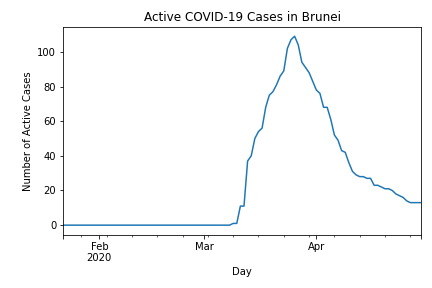 Active COVID-19 Cases in Brunei
Number of Active Cases
100
80
60
40
20
0
Feb
2020
Mar
Apr
Day